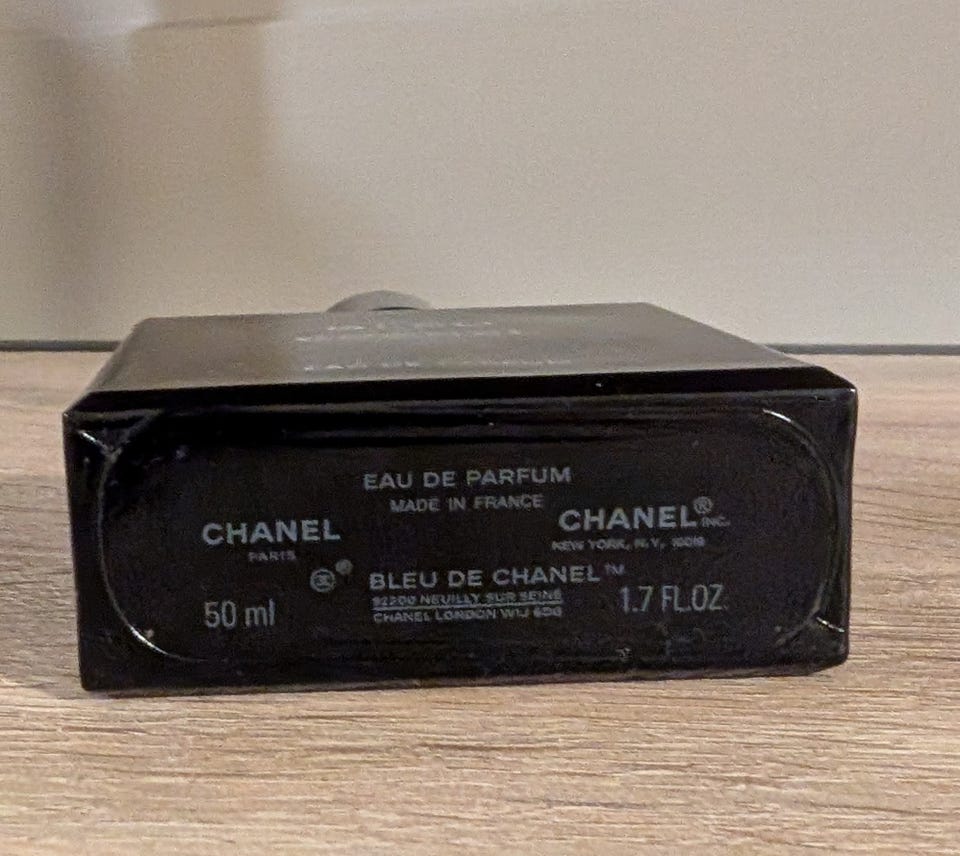 EAU DE PARFUM
MADE IN FRANCE
CHANEL
PARIS
CHANEL® INC.
NEW YORK, N.Y. 10019
BLEU DE CHANEL™
92200 NEUILLY SUR SEINE
CHANEL LONDON W1J 6DG
50 ml
1.7 FL.OZ.